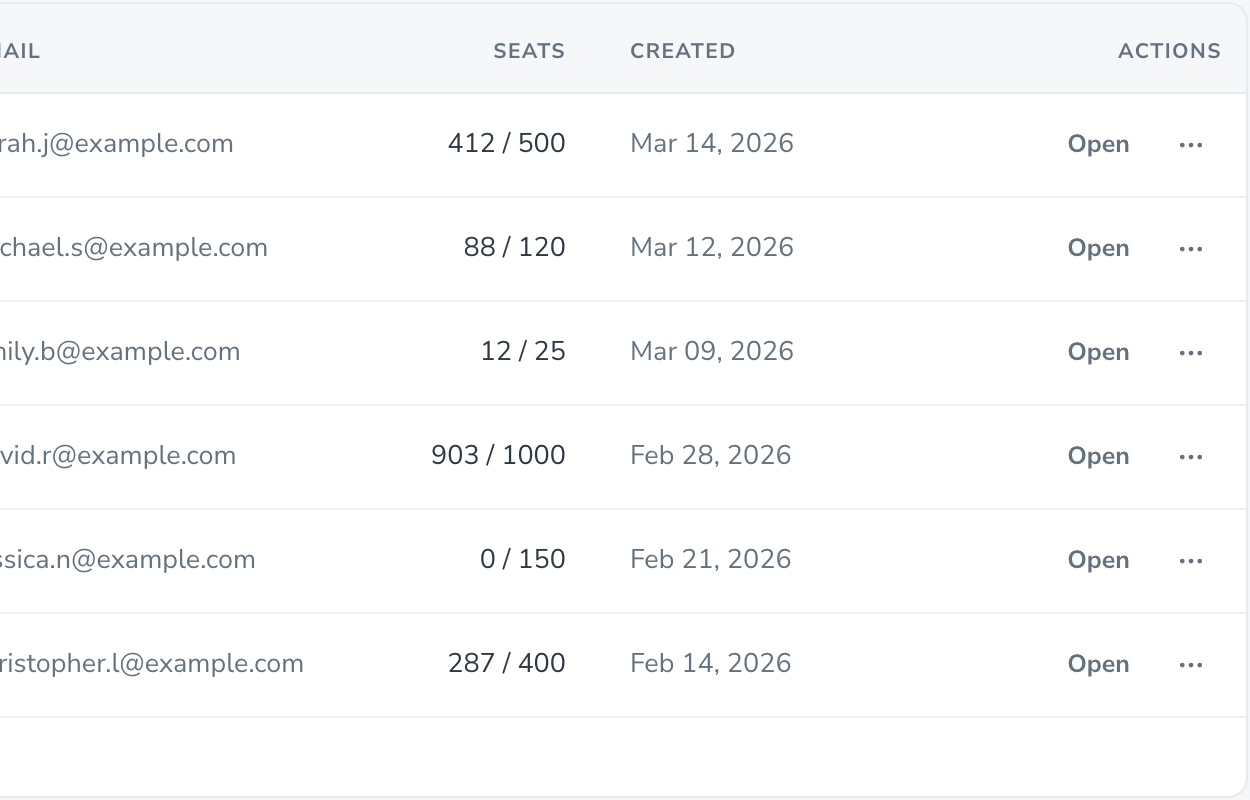 AIL SEATS CREATED ACTIONS
rah.j@example.com 412 / 500 Mar 14, 2026 Open ...
chael.s@example.com 88 / 120 Mar 12, 2026 Open ...
ily.b@example.com 12 / 25 Mar 09, 2026 Open ...
vid.r@example.com 903 / 1000 Feb 28, 2026 Open ...
ssica.n@example.com 0 / 150 Feb 21, 2026 Open ...
ristopher.l@example.com 287 / 400 Feb 14, 2026 Open ...